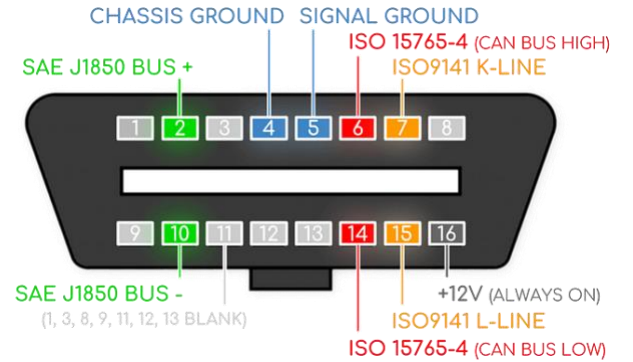 CHASSIS GROUND SIGNAL GROUND
ISO 15765-4 (CAN BUS HIGH)
SAE J1850 BUS + ISO9141 K-LINE
1 2 3 4 5 6 7 8
9 10 11 12 13 14 15 16
SAE J1850 BUS - +12V (ALWAYS ON)
(1, 3, 8, 9, 11, 12, 13 BLANK) ISO9141 L-LINE
ISO 15765-4 (CAN BUS LOW)